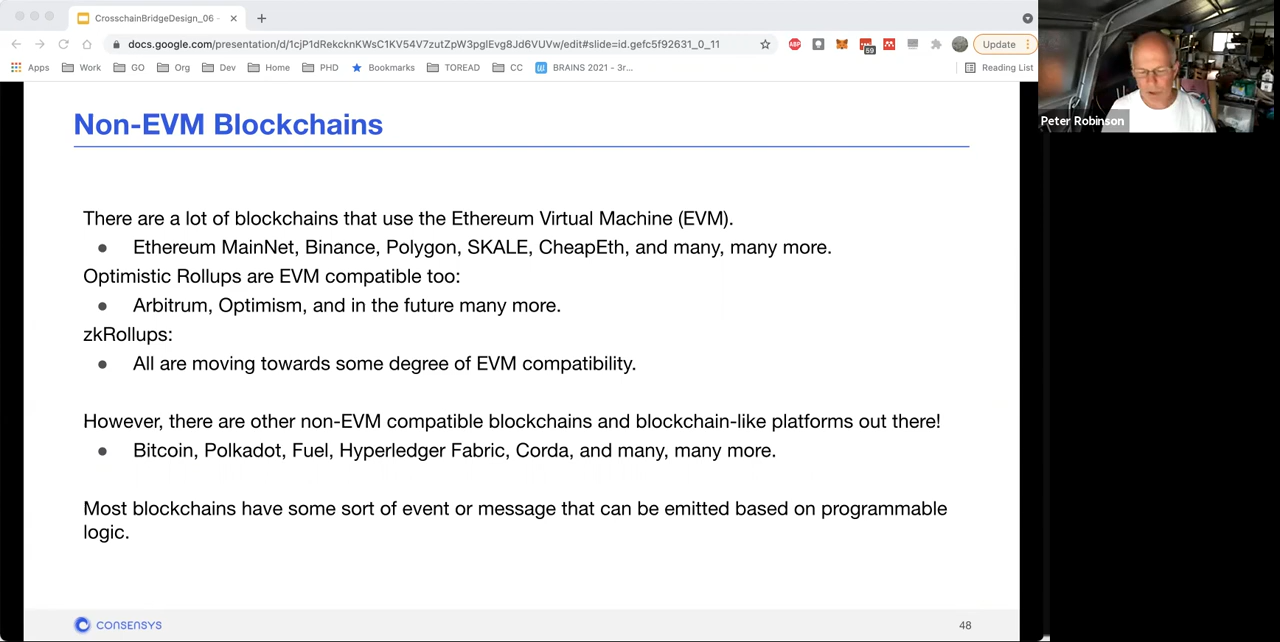 CrosschainBridgeDesign_06 -
docs.google.com/presentation/d/1cjP1dRekcknKWsC1KV54V7zutZpW3pglEvg8Jd6VUVw/edit#slide=id.gefc5f92631_0_11
ABP
59
Update
Apps
Work
GO
Org
Dev
Home
PHD
Bookmarks
TOREAD
CC
BRAINS 2021 - 3r...
Reading List
Peter Robinson
Non-EVM Blockchains
There are a lot of blockchains that use the Ethereum Virtual Machine (EVM).
● Ethereum MainNet, Binance, Polygon, SKALE, CheapEth, and many, many more.
Optimistic Rollups are EVM compatible too:
● Arbitrum, Optimism, and in the future many more.
zkRollups:
● All are moving towards some degree of EVM compatibility.
However, there are other non-EVM compatible blockchains and blockchain-like platforms out there!
● Bitcoin, Polkadot, Fuel, Hyperledger Fabric, Corda, and many, many more.
Most blockchains have some sort of event or message that can be emitted based on programmable
logic.
CONSENSYS
48